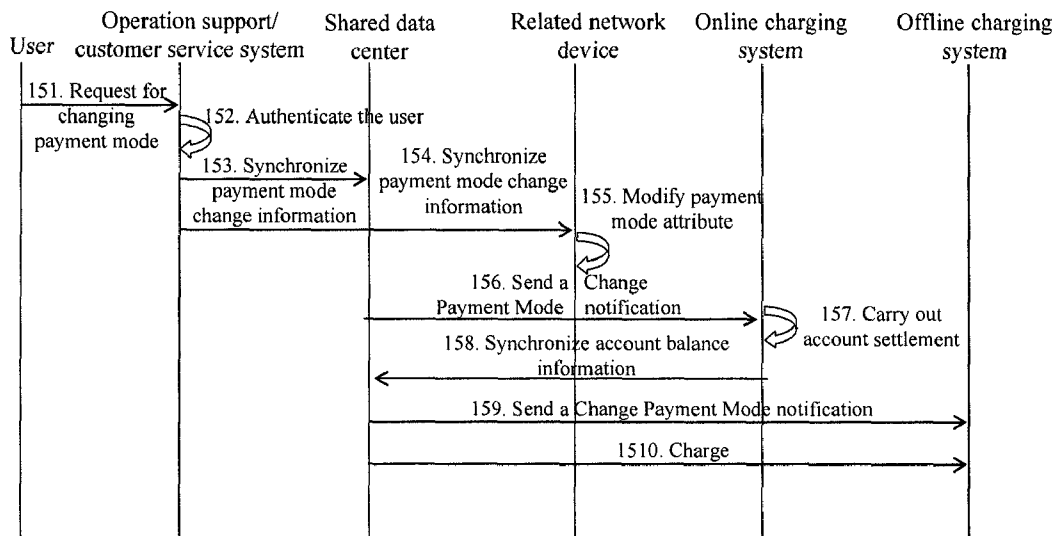 User
Operation support/
customer service system
Shared data
center
Related network
device
Online charging
system
Offline charging
system
151. Request for
changing
payment mode
152. Authenticate the user
153. Synchronize
payment mode
change information
154. Synchronize
payment mode change
information
155. Modify payment
mode attribute
156. Send a Change
Payment Mode notification
157. Carry out
account settlement
158. Synchronize account balance
information
159. Send a Change Payment Mode notification
1510. Charge